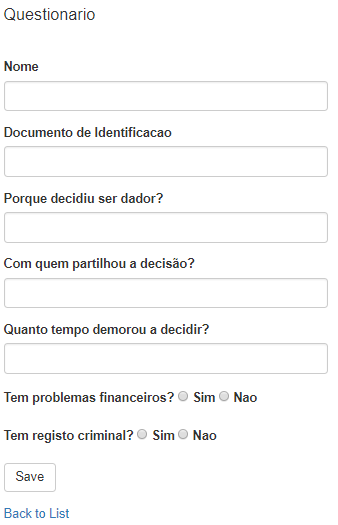 Questionario
Nome
Documento de Identificacao
Porque decidiu ser dador?
Com quem partilhou a decisão?
Quanto tempo demorou a decidir?
Tem problemas financeiros? Sim Nao
Tem registo criminal? Sim Nao
Save
Back to List